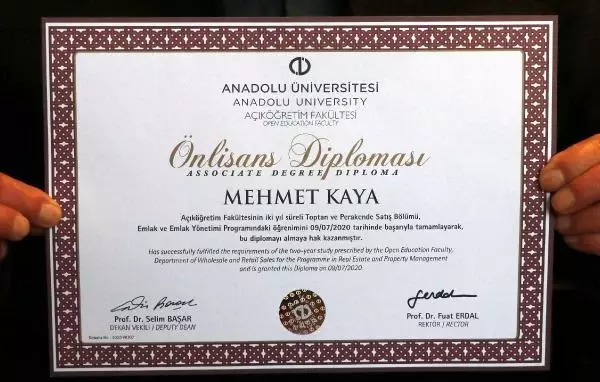 ANADOLU ÜNİVERSİTESİ
ANADOLU UNIVERSITY
AÇIKÖĞRETİM FAKÜLTESİ
OPEN EDUCATION FACULTY
Önlisans Diploması
ASSOCIATE DEGREE DIPLOMA
MEHMET KAYA
Açıköğretim Fakültesinin iki yıl süreli Toptan ve Perakende Satış Bölümü,
Emlak ve Emlak Yönetimi Programındaki öğrenimini 09/07/2020 tarihinde başarıyla tamamlayarak,
bu diplomayı almaya hak kazanmıştır.
Has successfully fulfilled the requirements of the two-year study prescribed by the Open Education Faculty,
Department of Wholesale and Retail Sales for the Programme in Real Estate and Property Management
and is granted this Diploma on 09/07/2020
Prof. Dr. Selim BAŞAR
DEKAN VEKİLİ / DEPUTY DEAN
Prof. Dr. Fuat ERDAL
REKTÖR / RECTOR
Diploma No :